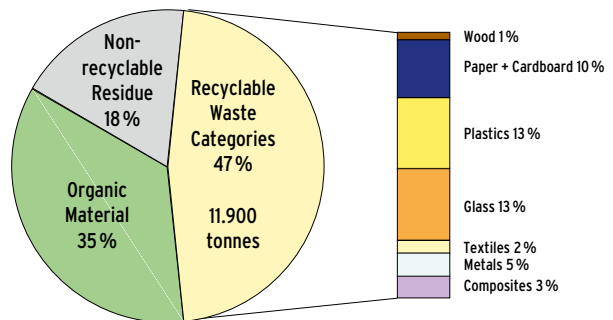 Non-
recyclable
Residue
18 %
Recyclable
Waste
Categories
47 %
11.900
tonnes
Organic
Material
35 %
Wood 1 %
Paper + Cardboard 10 %
Plastics 13 %
Glass 13 %
Textiles 2 %
Metals 5 %
Composites 3 %